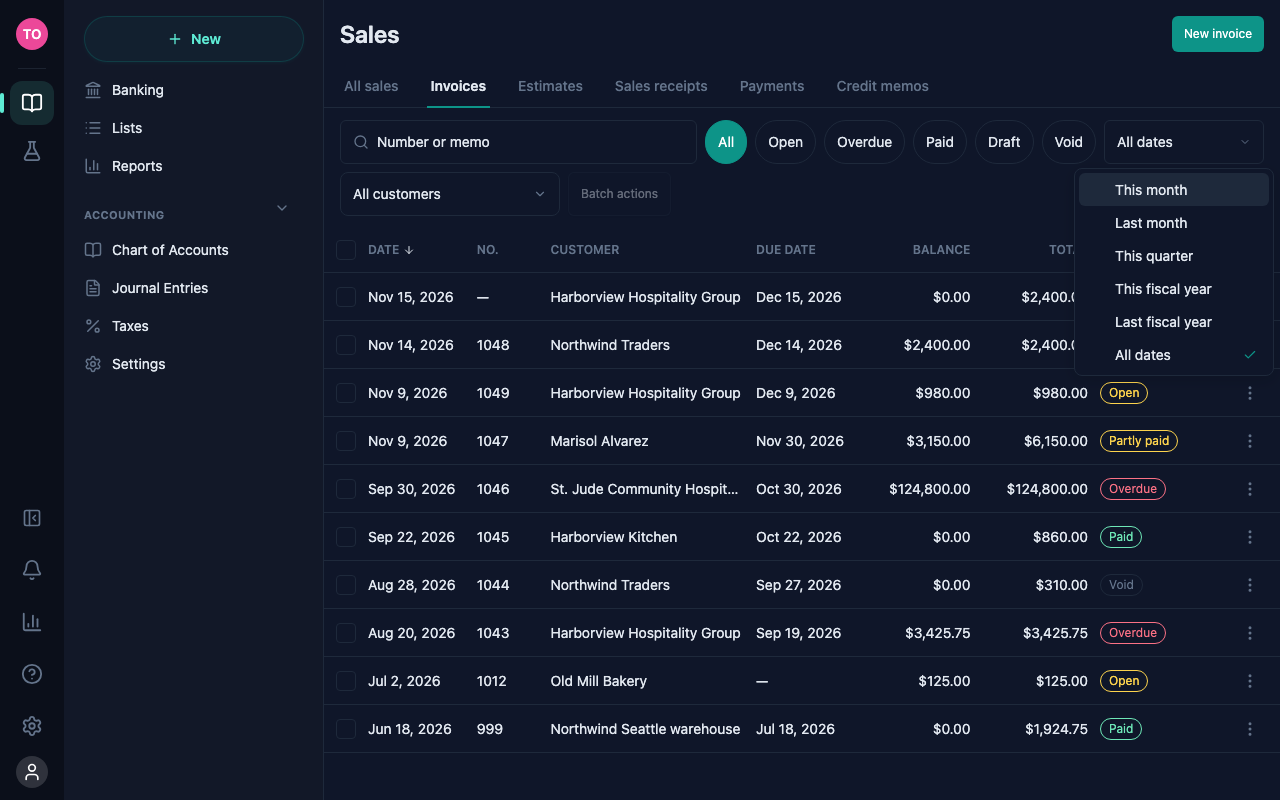 TO
New
Banking
Lists
Reports
ACCOUNTING
Chart of Accounts
Journal Entries
Taxes
Settings
Sales
New invoice
All sales Invoices Estimates Sales receipts Payments Credit memos
Number or memo All Open Overdue Paid Draft Void All dates
All customers Batch actions
This month
Last month
This quarter
This fiscal year
Last fiscal year
All dates
DATE NO. CUSTOMER DUE DATE BALANCE
Nov 15, 2026 — Harborview Hospitality Group Dec 15, 2026 $0.00 $2,400.
Nov 14, 2026 1048 Northwind Traders Dec 14, 2026 $2,400.00 $2,400.
Nov 9, 2026 1049 Harborview Hospitality Group Dec 9, 2026 $980.00 $980.00 Open
Nov 9, 2026 1047 Marisol Alvarez Nov 30, 2026 $3,150.00 $6,150.00 Partly paid
Sep 30, 2026 1046 St. Jude Community Hospit... Oct 30, 2026 $124,800.00 $124,800.00 Overdue
Sep 22, 2026 1045 Harborview Kitchen Oct 22, 2026 $0.00 $860.00 Paid
Aug 28, 2026 1044 Northwind Traders Sep 27, 2026 $0.00 $310.00 Void
Aug 20, 2026 1043 Harborview Hospitality Group Sep 19, 2026 $3,425.75 $3,425.75 Overdue
Jul 2, 2026 1012 Old Mill Bakery — $125.00 $125.00 Open
Jun 18, 2026 999 Northwind Seattle warehouse Jul 18, 2026 $0.00 $1,924.75 Paid